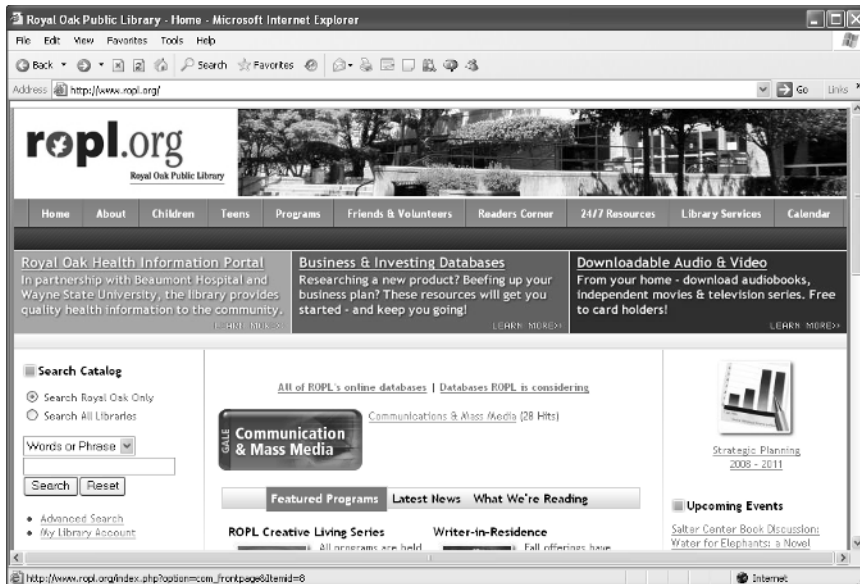 Royal Oak Public Library - Home - Microsoft Internet Explorer
File Edit View Favorites Tools Help
Back Search Favorites
Address http://www.ropl.org/ Go Links
ropl.org
Royal Oak Public Library
Home About Children Teens Programs Friends & Volunteers Readers Corner 24/7 Resources Library Services Calendar
Royal Oak Health Information Portal
In partnership with Beaumont Hospital and
Wayne State University, the library provides
quality health information to the community.
LEARN MORE>>
Business & Investing Databases
Researching a new product? Beefing up your
business plan? These resources will get you
started - and keep you going!
LEARN MORE>>
Downloadable Audio & Video
From your home - download audiobooks,
independent movies & television series. Free
to card holders!
LEARN MORE>>
Search Catalog
Search Royal Oak Only
Search All Libraries
Words or Phrase
Search Reset
Advanced Search
My Library Account
All of ROPL's online databases | Databases ROPL is considering
GALE
Communication
& Mass Media
Communications & Mass Media (28 Hits)
Featured Programs Latest News What We're Reading
ROPL Creative Living Series
All programs are held
Writer-in-Residence
Fall offerings have
Strategic Planning
2008 - 2011
Upcoming Events
Salter Center Book Discussion:
Water for Elephants: a Novel
http://www.ropl.org/index.php?option=com_frontpage&Itemid=8 Internet